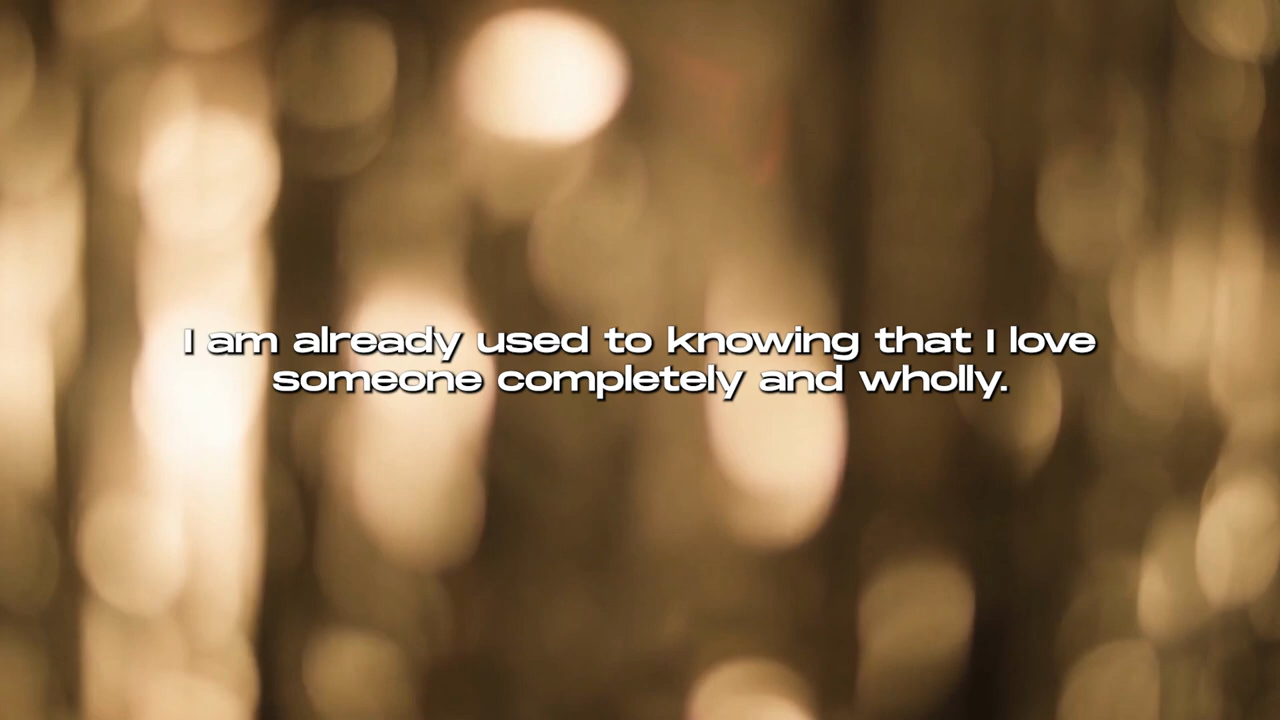 I am already used to knowing that I love
someone completely and wholly.